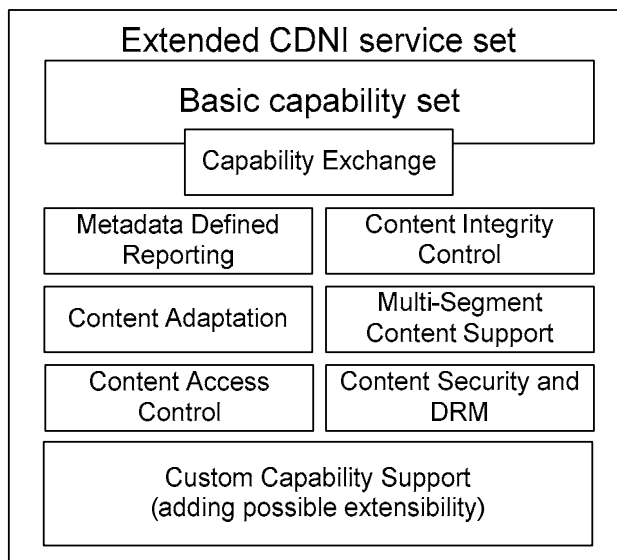 Extended CDNI service set
Basic capability set
Capability Exchange
Metadata Defined
Reporting
Content Integrity
Control
Content Adaptation
Multi-Segment
Content Support
Content Access
Control
Content Security and
DRM
Custom Capability Support
(adding possible extensibility)